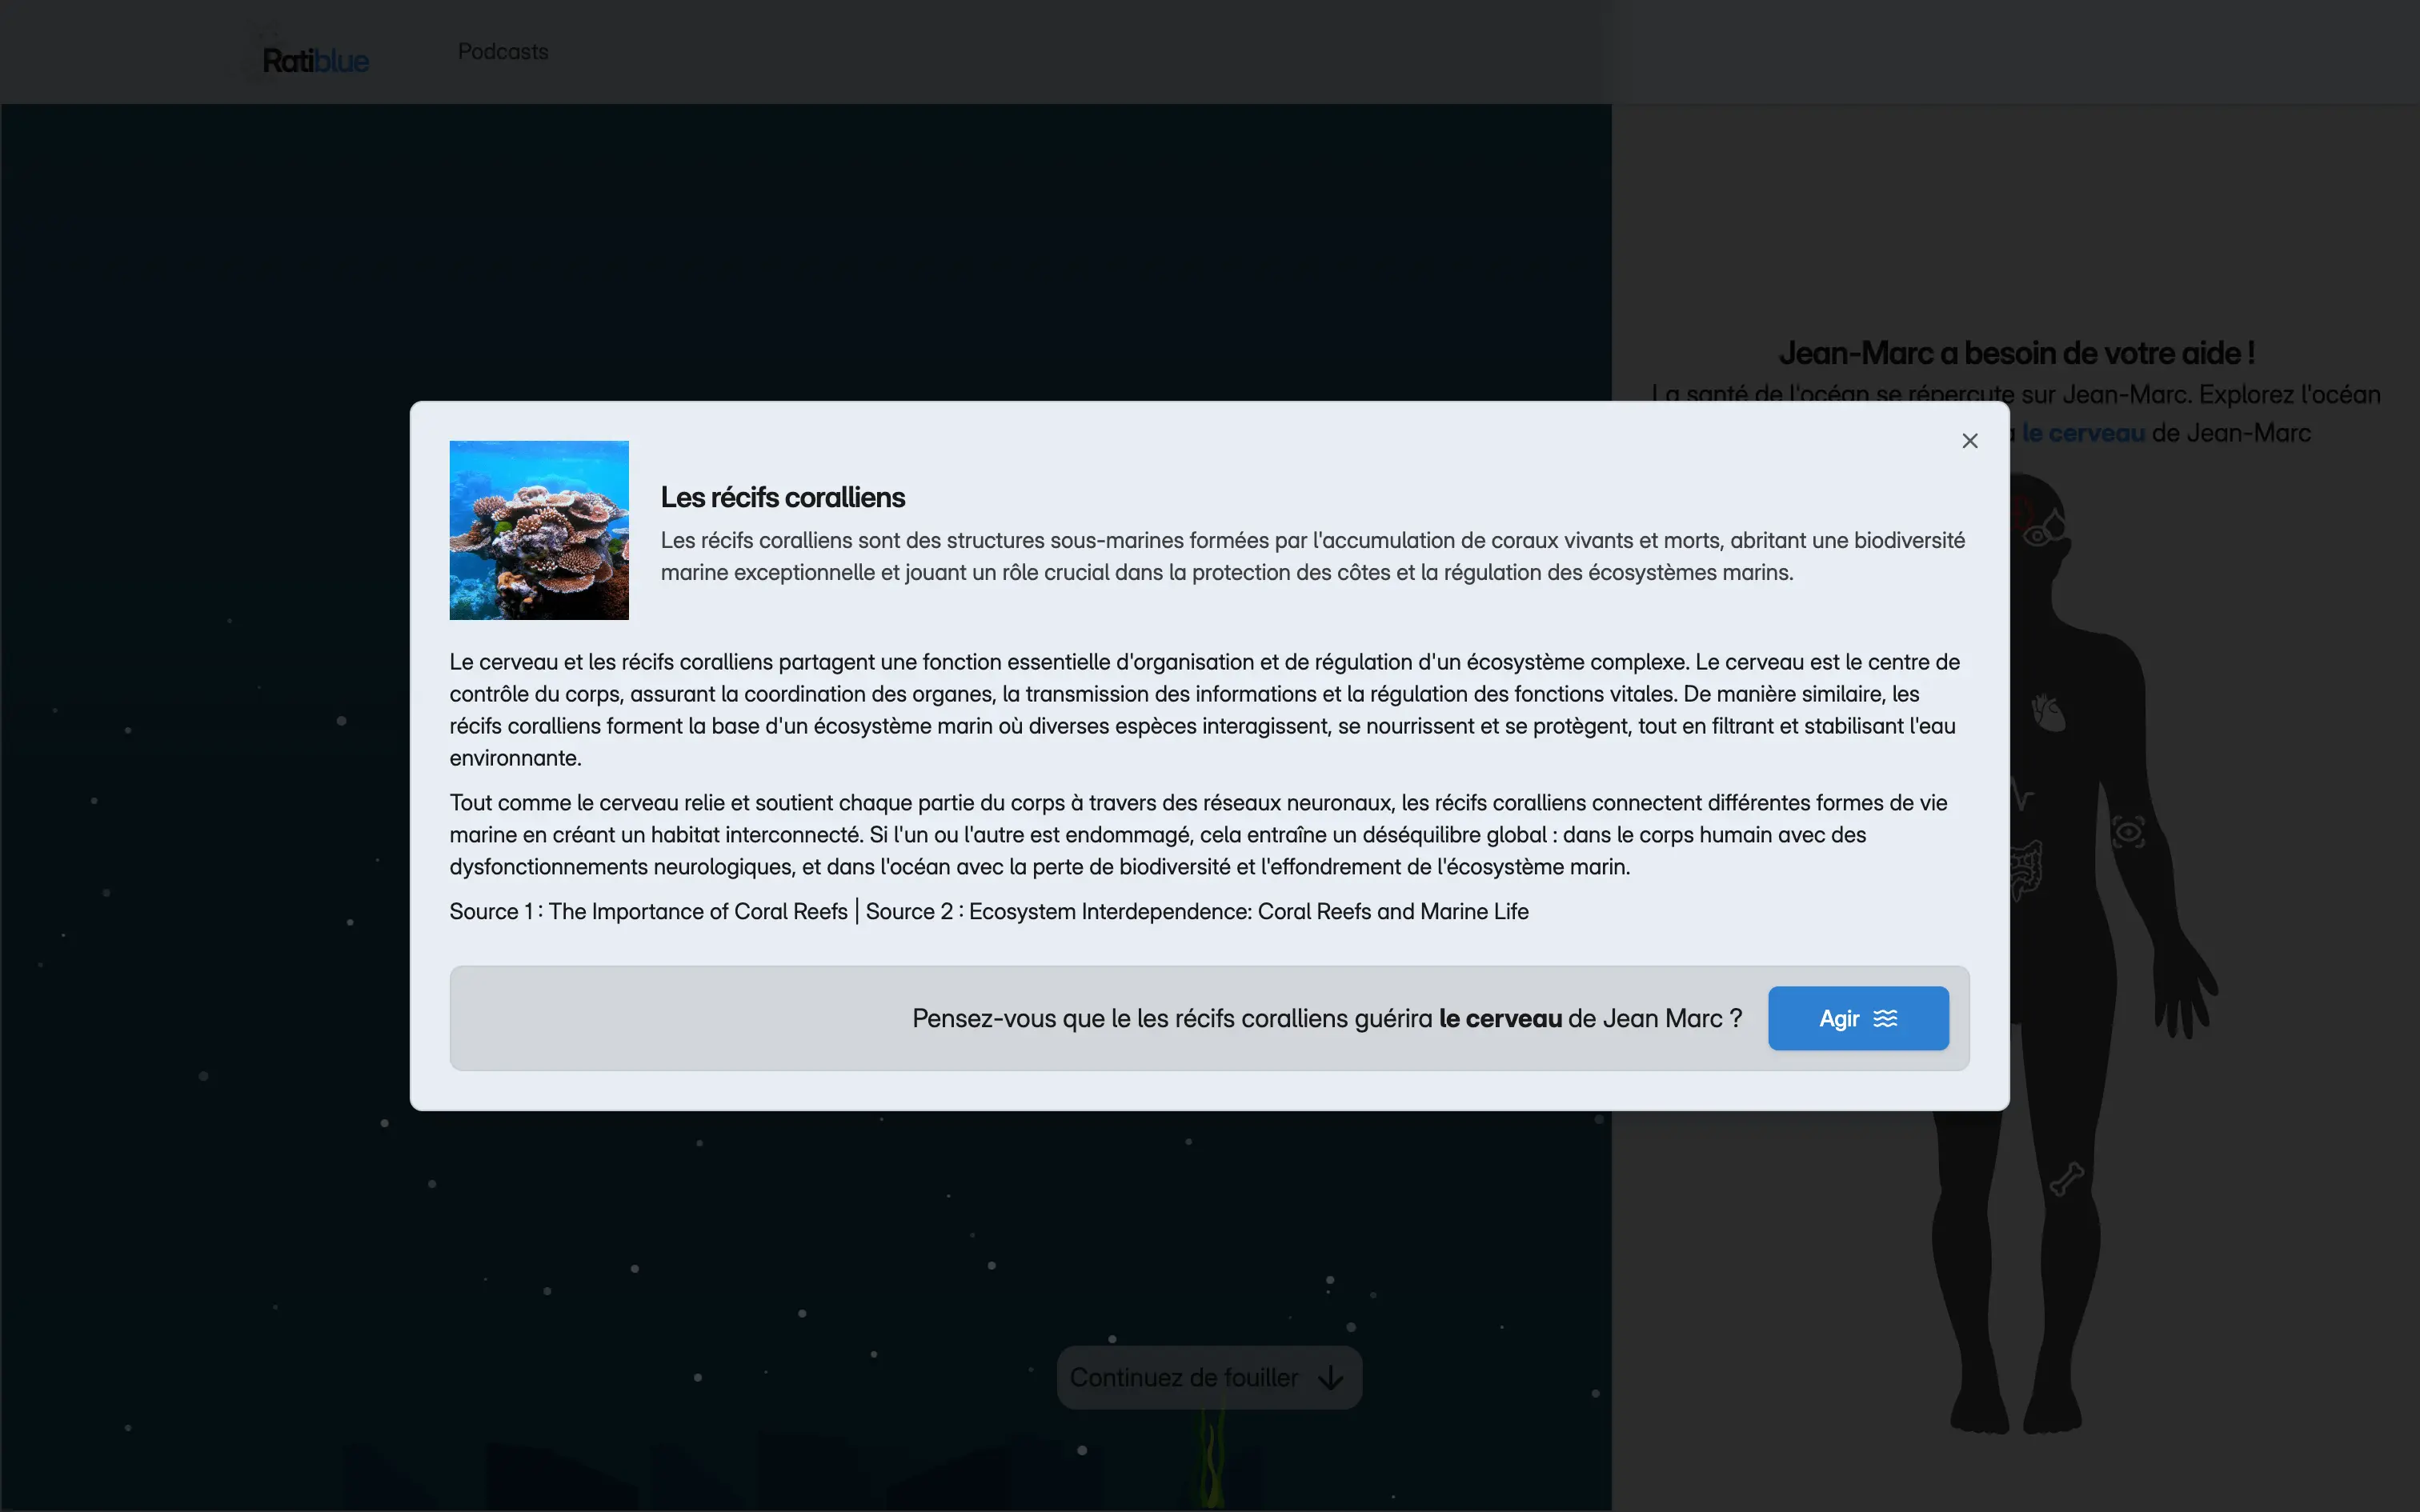 Ratiblue
Podcasts
Jean-Marc a besoin de votre aide !
La santé de l'océan se répercute sur Jean-Marc. Explorez l'océan
le cerveau de Jean-Marc
Les récifs coralliens
Les récifs coralliens sont des structures sous-marines formées par l'accumulation de coraux vivants et morts, abritant une biodiversité
marine exceptionnelle et jouant un rôle crucial dans la protection des côtes et la régulation des écosystèmes marins.
Le cerveau et les récifs coralliens partagent une fonction essentielle d'organisation et de régulation d'un écosystème complexe. Le cerveau est le centre de
contrôle du corps, assurant la coordination des organes, la transmission des informations et la régulation des fonctions vitales. De manière similaire, les
récifs coralliens forment la base d'un écosystème marin où diverses espèces interagissent, se nourrissent et se protègent, tout en filtrant et stabilisant l'eau
environnante.
Tout comme le cerveau relie et soutient chaque partie du corps à travers des réseaux neuronaux, les récifs coralliens connectent différentes formes de vie
marine en créant un habitat interconnecté. Si l'un ou l'autre est endommagé, cela entraîne un déséquilibre global : dans le corps humain avec des
dysfonctionnements neurologiques, et dans l'océan avec la perte de biodiversité et l'effondrement de l'écosystème marin.
Source 1 : The Importance of Coral Reefs | Source 2 : Ecosystem Interdependence: Coral Reefs and Marine Life
Pensez-vous que le les récifs coralliens guérira le cerveau de Jean Marc ?
Agir
Continuez de fouiller